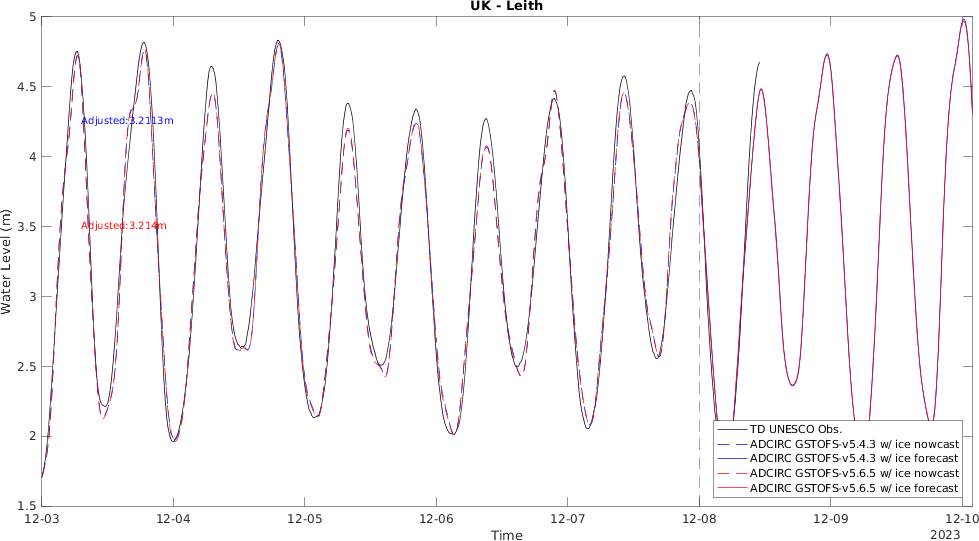 UK - Leith
5
4.5
4
3.5
3
2.5
2
1.5
Water Level (m)
Adjusted:3.2113m
Adjusted:3.214m
TD UNESCO Obs.
ADCIRC GSTOFS-v5.4.3 w/ ice nowcast
ADCIRC GSTOFS-v5.4.3 w/ ice forecast
ADCIRC GSTOFS-v5.6.5 w/ ice nowcast
ADCIRC GSTOFS-v5.6.5 w/ ice forecast
12-03 12-04 12-05 12-06 12-07 12-08 12-09 12-10
Time
2023